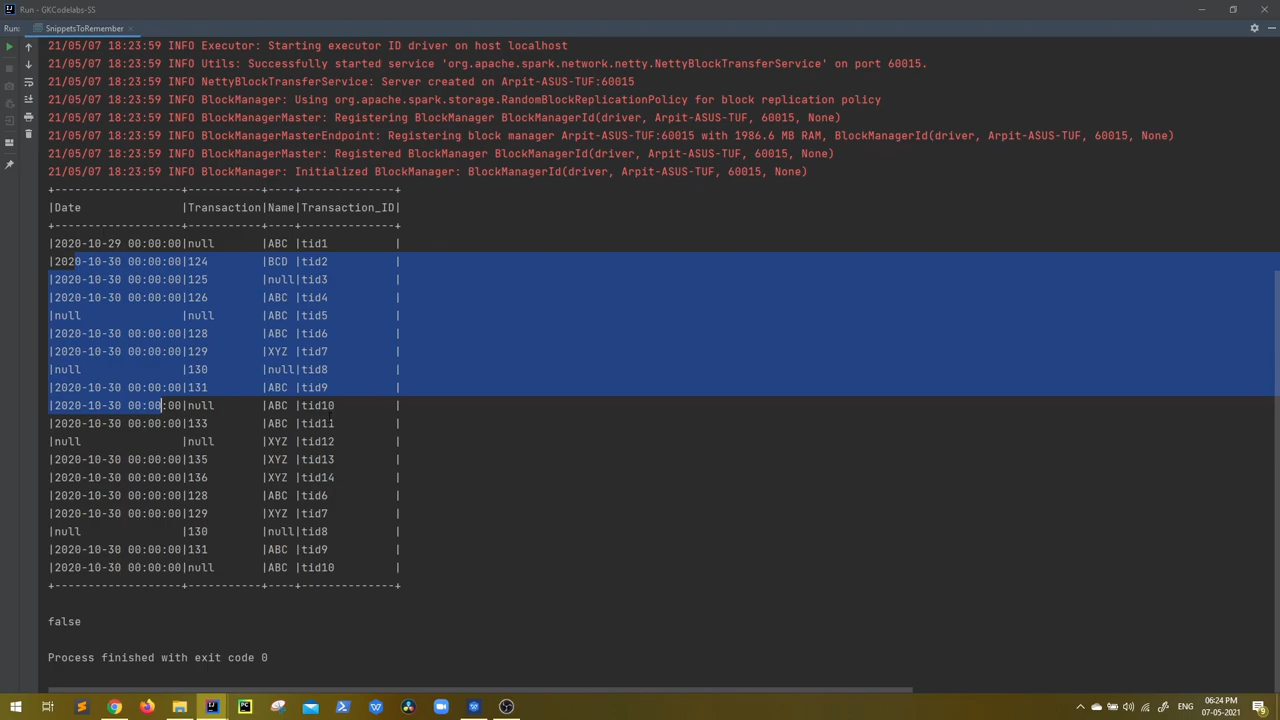 Run - GKCodelabs-SS
Run: SnippetsToRemember
21/05/07 18:23:59 INFO Executor: Starting executor ID driver on host localhost
21/05/07 18:23:59 INFO Utils: Successfully started service 'org.apache.spark.network.netty.NettyBlockTransferService' on port 60015.
21/05/07 18:23:59 INFO NettyBlockTransferService: Server created on Arpit-ASUS-TUF:60015
21/05/07 18:23:59 INFO BlockManager: Using org.apache.spark.storage.RandomBlockReplicationPolicy for block replication policy
21/05/07 18:23:59 INFO BlockManagerMaster: Registering BlockManager BlockManagerId(driver, Arpit-ASUS-TUF, 60015, None)
21/05/07 18:23:59 INFO BlockManagerMasterEndpoint: Registering block manager Arpit-ASUS-TUF:60015 with 1986.6 MB RAM, BlockManagerId(driver, Arpit-ASUS-TUF, 60015, None)
21/05/07 18:23:59 INFO BlockManagerMaster: Registered BlockManager BlockManagerId(driver, Arpit-ASUS-TUF, 60015, None)
21/05/07 18:23:59 INFO BlockManager: Initialized BlockManager: BlockManagerId(driver, Arpit-ASUS-TUF, 60015, None)
+-------------------+-----------+----+--------------+
|Date               |Transaction|Name|Transaction_ID|
+-------------------+-----------+----+--------------+
|2020-10-29 00:00:00|null       |ABC |tid1          |
|2020-10-30 00:00:00|124        |BCD |tid2          |
|2020-10-30 00:00:00|125        |null|tid3          |
|2020-10-30 00:00:00|126        |ABC |tid4          |
|null               |null       |ABC |tid5          |
|2020-10-30 00:00:00|128        |ABC |tid6          |
|2020-10-30 00:00:00|129        |XYZ |tid7          |
|null               |130        |null|tid8          |
|2020-10-30 00:00:00|131        |ABC |tid9          |
|2020-10-30 00:00:00|null       |ABC |tid10         |
|2020-10-30 00:00:00|133        |ABC |tid11         |
|null               |null       |XYZ |tid12         |
|2020-10-30 00:00:00|135        |XYZ |tid13         |
|2020-10-30 00:00:00|136        |XYZ |tid14         |
|2020-10-30 00:00:00|128        |ABC |tid6          |
|2020-10-30 00:00:00|129        |XYZ |tid7          |
|null               |130        |null|tid8          |
|2020-10-30 00:00:00|131        |ABC |tid9          |
|2020-10-30 00:00:00|null       |ABC |tid10         |
+-------------------+-----------+----+--------------+
false
Process finished with exit code 0
06:24 PM
07-05-2021